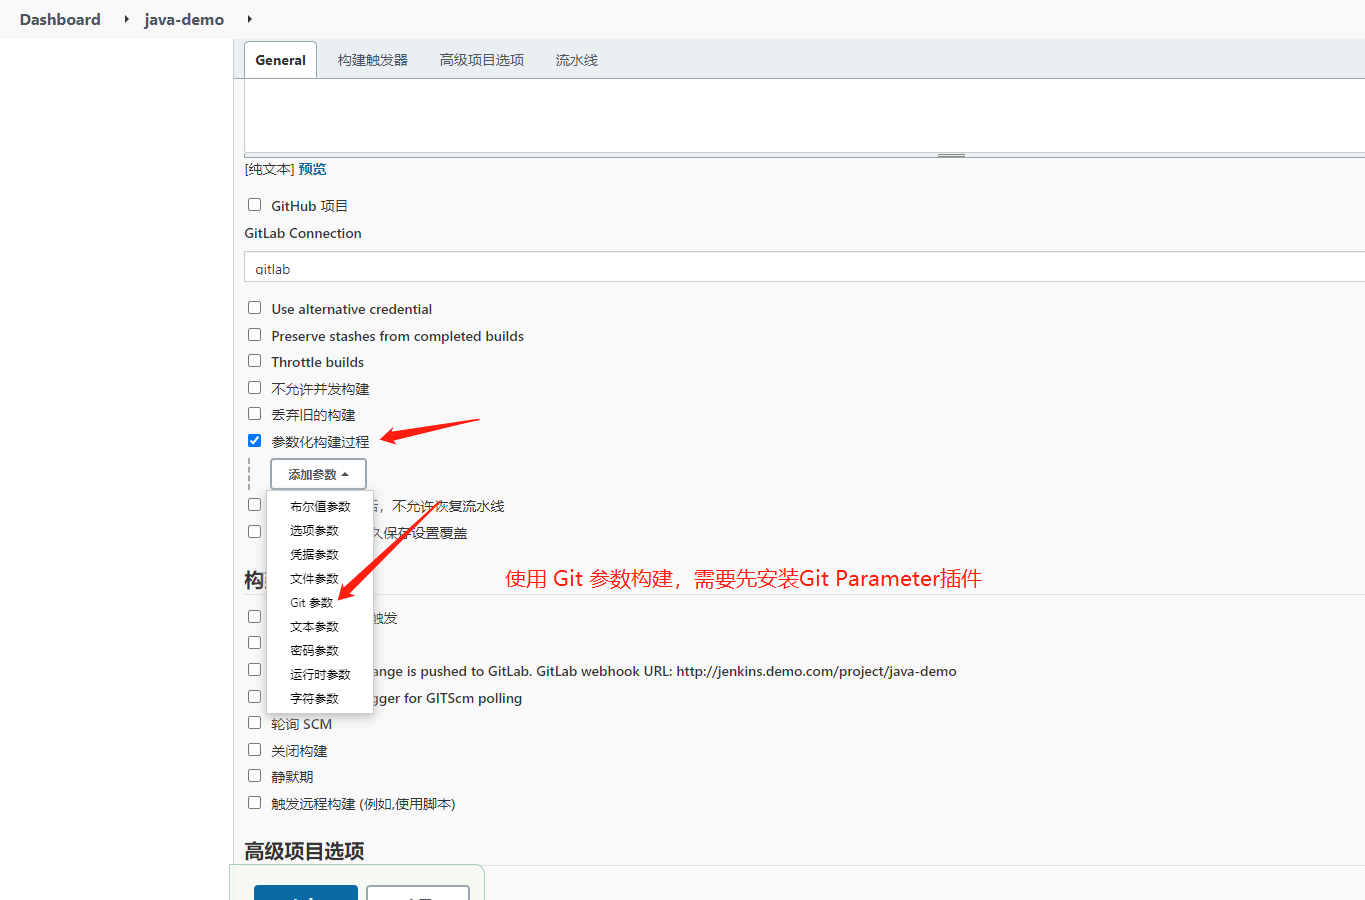 Dashboard java-demo
General 构建触发器 高级项目选项 流水线
[纯文本] 预览
GitHub 项目
GitLab Connection
gitlab
Use alternative credential
Preserve stashes from completed builds
Throttle builds
不允许并发构建
丢弃旧的构建
参数化构建过程
添加参数
布尔值参数
，不允许恢复流水线
选项参数
久保存设置覆盖
凭据参数
文件参数
构
使用 Git 参数构建，需要先安装Git Parameter插件
Git 参数
触发
文本参数
密码参数
运行时参数
ange is pushed to GitLab. GitLab webhook URL: http://jenkins.demo.com/project/java-demo
字符参数
gger for GITScm polling
轮询 SCM
关闭构建
静默期
触发远程构建 (例如,使用脚本)
高级项目选项